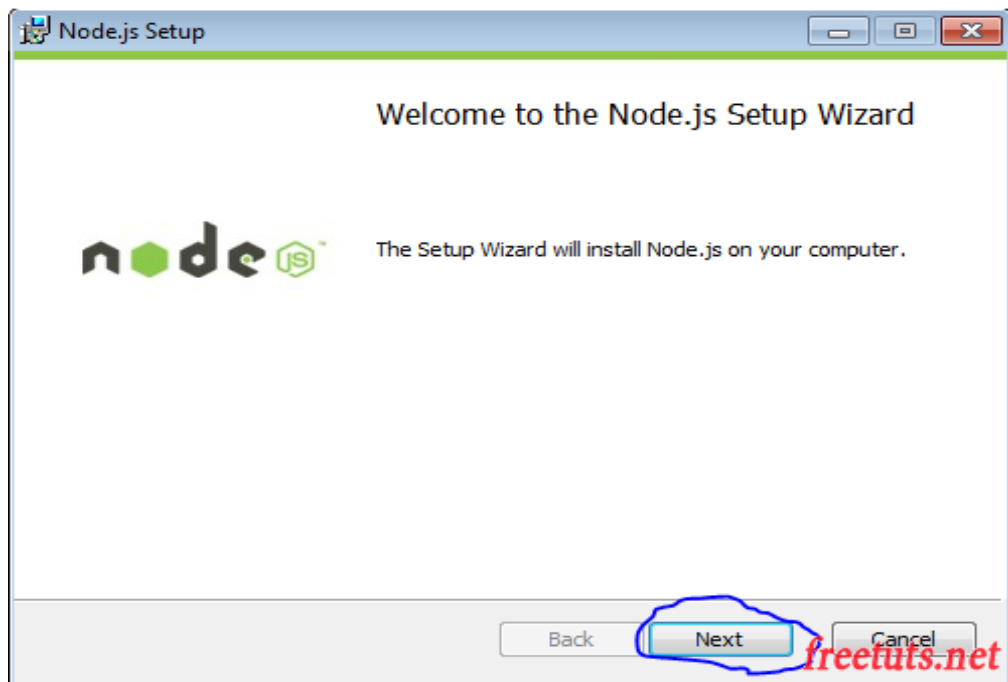 Node.js Setup
Welcome to the Node.js Setup Wizard
node JS™
The Setup Wizard will install Node.js on your computer.
Back Next Cancel
freetuts.net